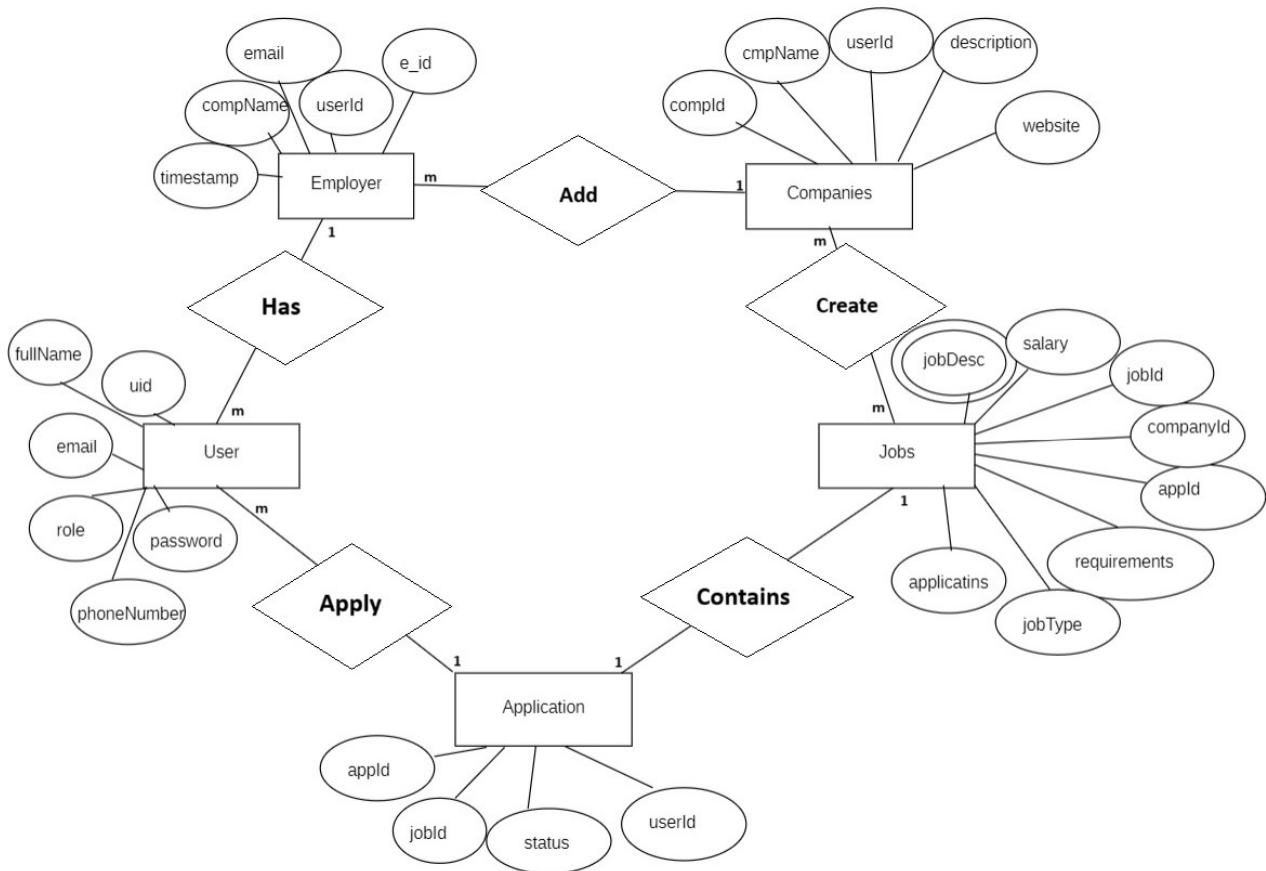 email
e_id
compName
userId
timestamp
Employer
m
Add
1
cmpName
userId
description
compId
website
Companies
1
Has
m
m
Create
m
fullName
uid
email
User
role
password
phoneNumber
m
Apply
1
jobDesc
salary
jobId
companyId
appId
Jobs
requirements
applicatins
jobType
1
Contains
1
Application
appId
jobId
status
userId